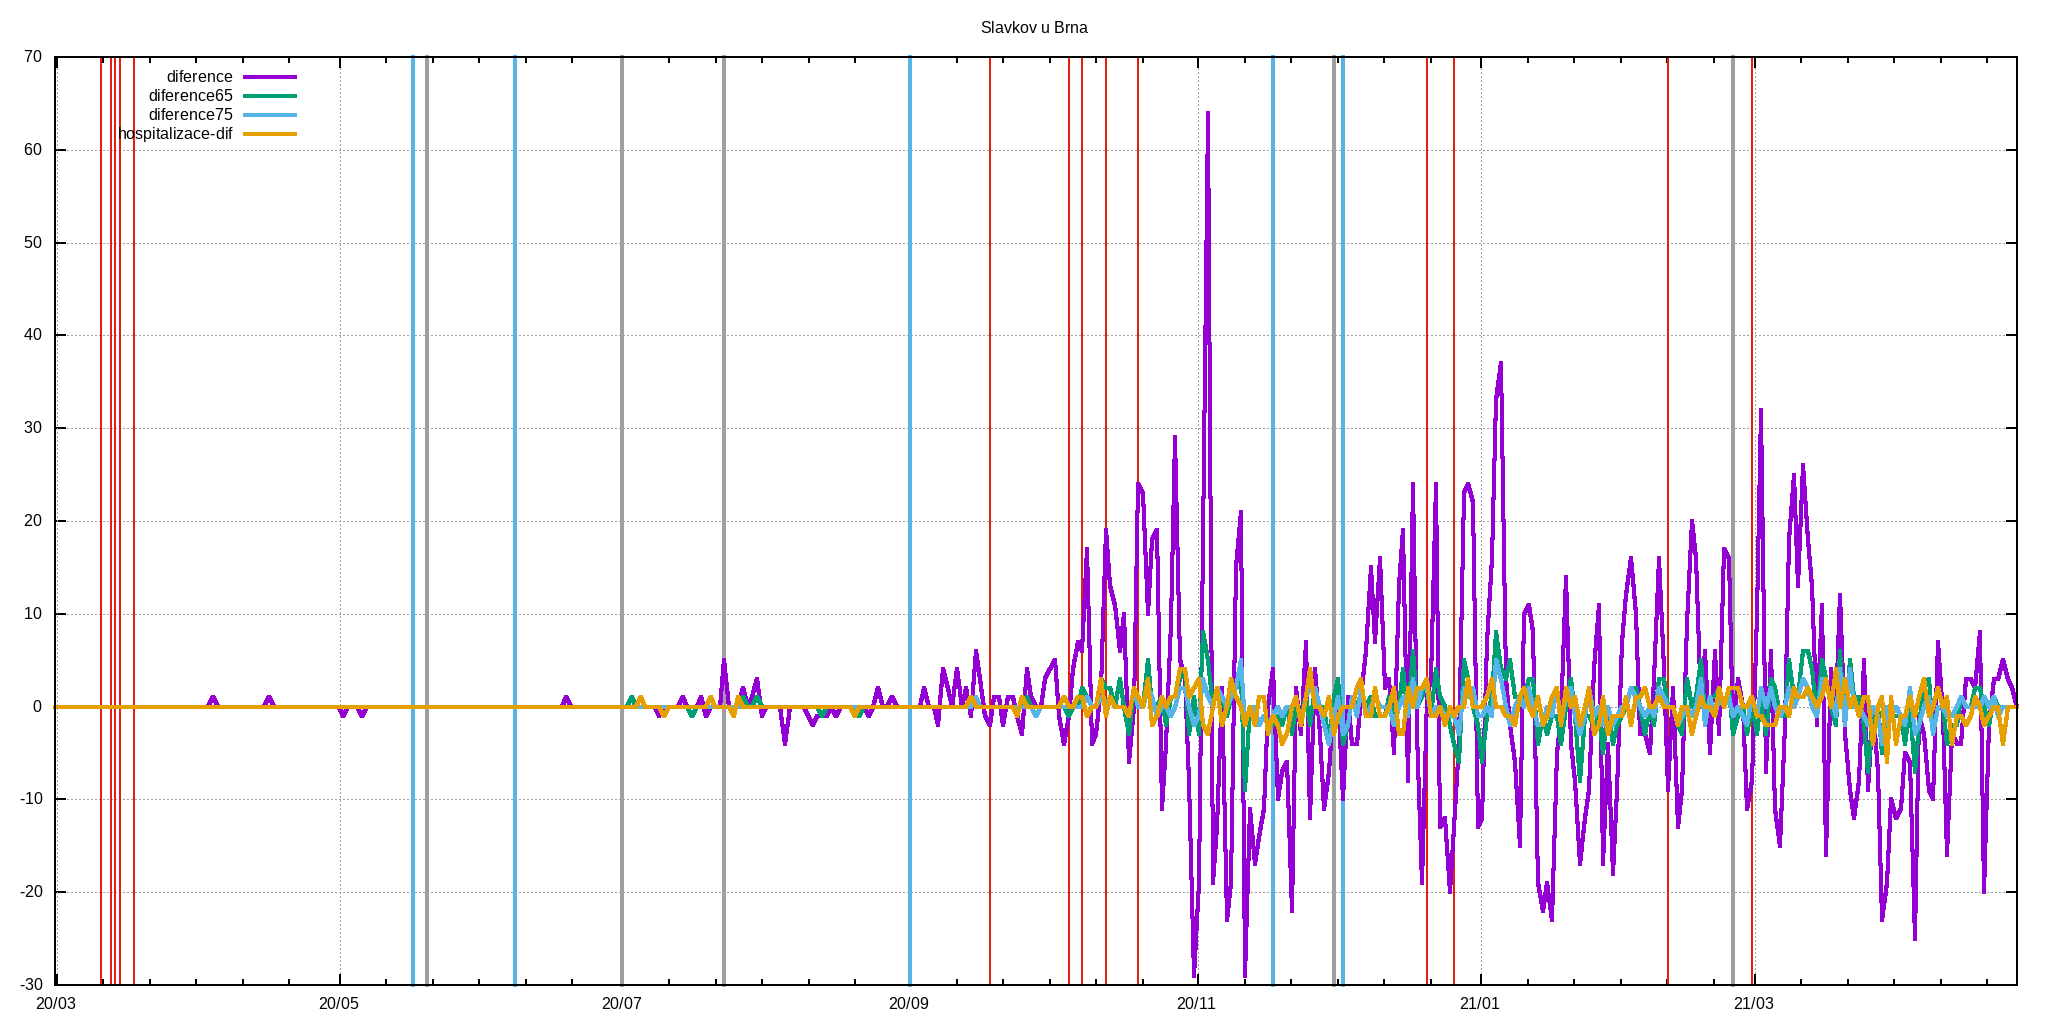 Slavkov u Brna
70
60
50
40
30
20
10
0
-10
-20
-30
diference
diference65
diference75
hospitalizace-dif
20/03 20/05 20/07 20/09 20/11 21/01 21/03